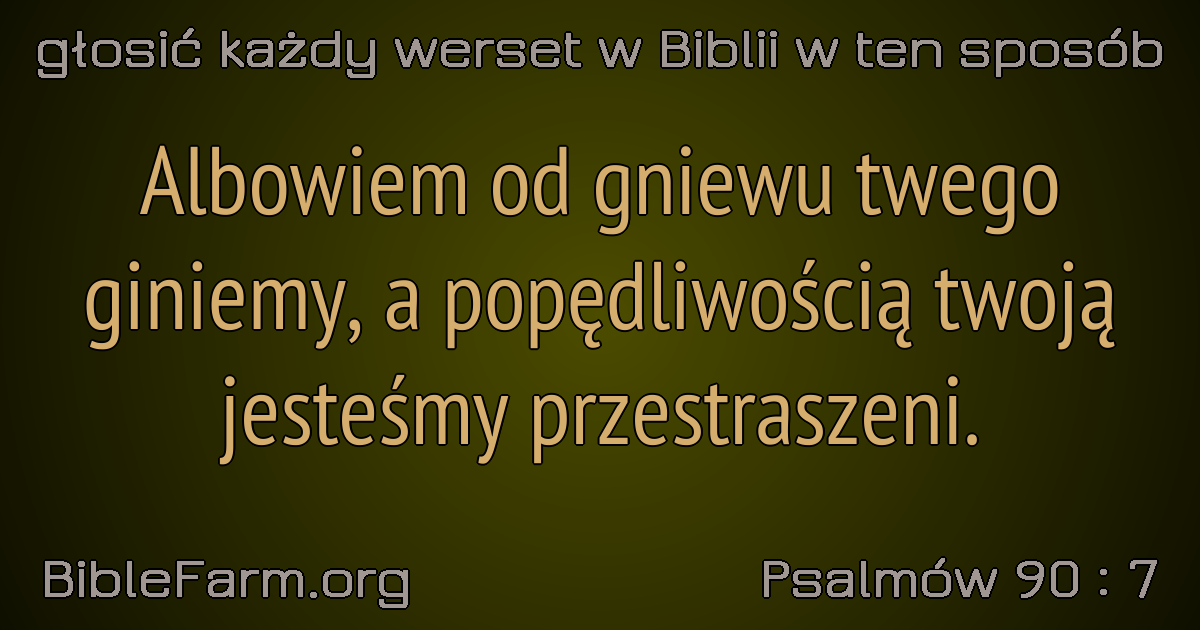 głosić każdy werset w Biblii w ten sposób
Albowiem od gniewu twego
giniemy, a popędliwością twoją
jesteśmy przestraszeni.
BibleFarm.org
Psalmów 90 : 7